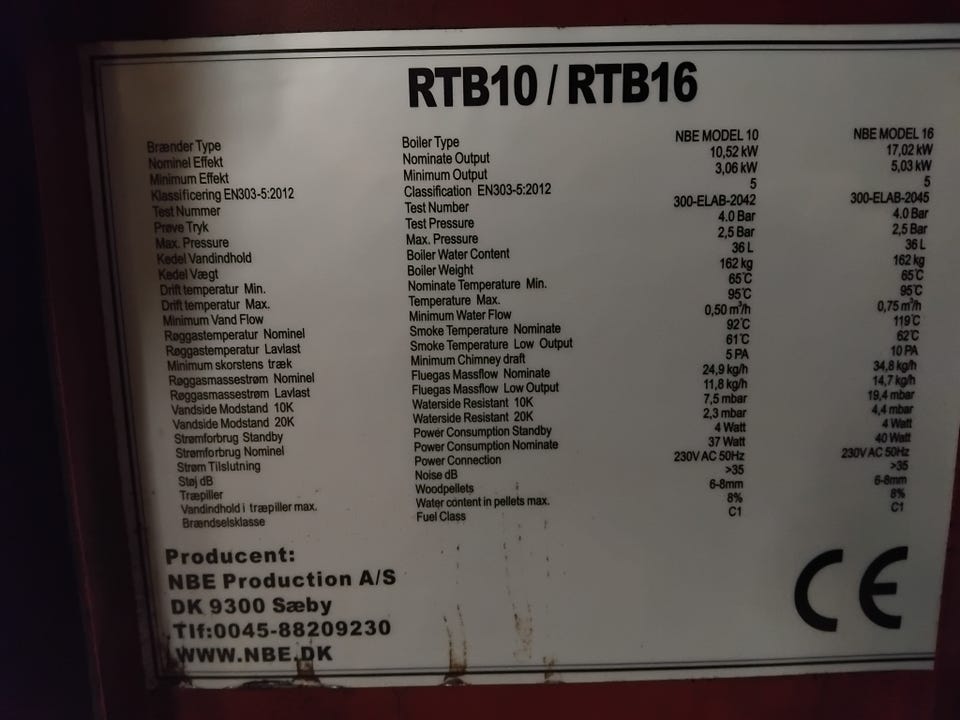 RTB10 / RTB16
Brænder Type Boiler Type NBE MODEL 10 NBE MODEL 16
Nominel Effekt Nominate Output 10,52 kW 17,02 kW
Minimum Effekt Minimum Output 3,06 kW 5,03 kW
Klassificering EN303-5:2012 Classification EN303-5:2012 5 5
Test Nummer Test Number 300-ELAB-2042 300-ELAB-2045
Prøve Tryk Test Pressure 4.0 Bar 4.0 Bar
Max. Pressure Max. Pressure 2,5 Bar 2,5 Bar
Kedel Vandindhold Boiler Water Content 36 L 36 L
Kedel Vægt Boiler Weight 162 kg 162 kg
Drift temperatur Min. Nominate Temperature Min. 65℃ 65℃
Drift temperatur Max. Temperature Max. 95℃ 95℃
Minimum Vand Flow Minimum Water Flow 0,50 m³/h 0,75 m³/h
Røggastemperatur Nominel Smoke Temperature Nominate 92℃ 119℃
Røggastemperatur Lavlast Smoke Temperature Low Output 61℃ 62℃
Minimum skorstens træk Minimum Chimney draft 5 PA 10 PA
Røggasmassestrøm Nominel Fluegas Massflow Nominate 24,9 kg/h 34,8 kg/h
Røggasmassestrøm Lavlast Fluegas Massflow Low Output 11,8 kg/h 14,7 kg/h
Vandside Modstand 10K Waterside Resistant 10K 7,5 mbar 19,4 mbar
Vandside Modstand 20K Waterside Resistant 20K 2,3 mbar 4,4 mbar
Strømforbrug Standby Power Consumption Standby 4 Watt 4 Watt
Strømforbrug Nominel Power Consumption Nominate 37 Watt 40 Watt
Strøm Tilslutning Power Connection 230V AC 50Hz 230V AC 50Hz
Støj dB Noise dB >35 >35
Træpiller Woodpellets 6-8mm 6-8mm
Vandindhold i træpiller max. Water content in pellets max. 8% 8%
Brændselsklasse Fuel Class C1 C1
Producent:
NBE Production A/S
DK 9300 Sæby
Tlf:0045-88209230
WWW.NBE.DK
CE